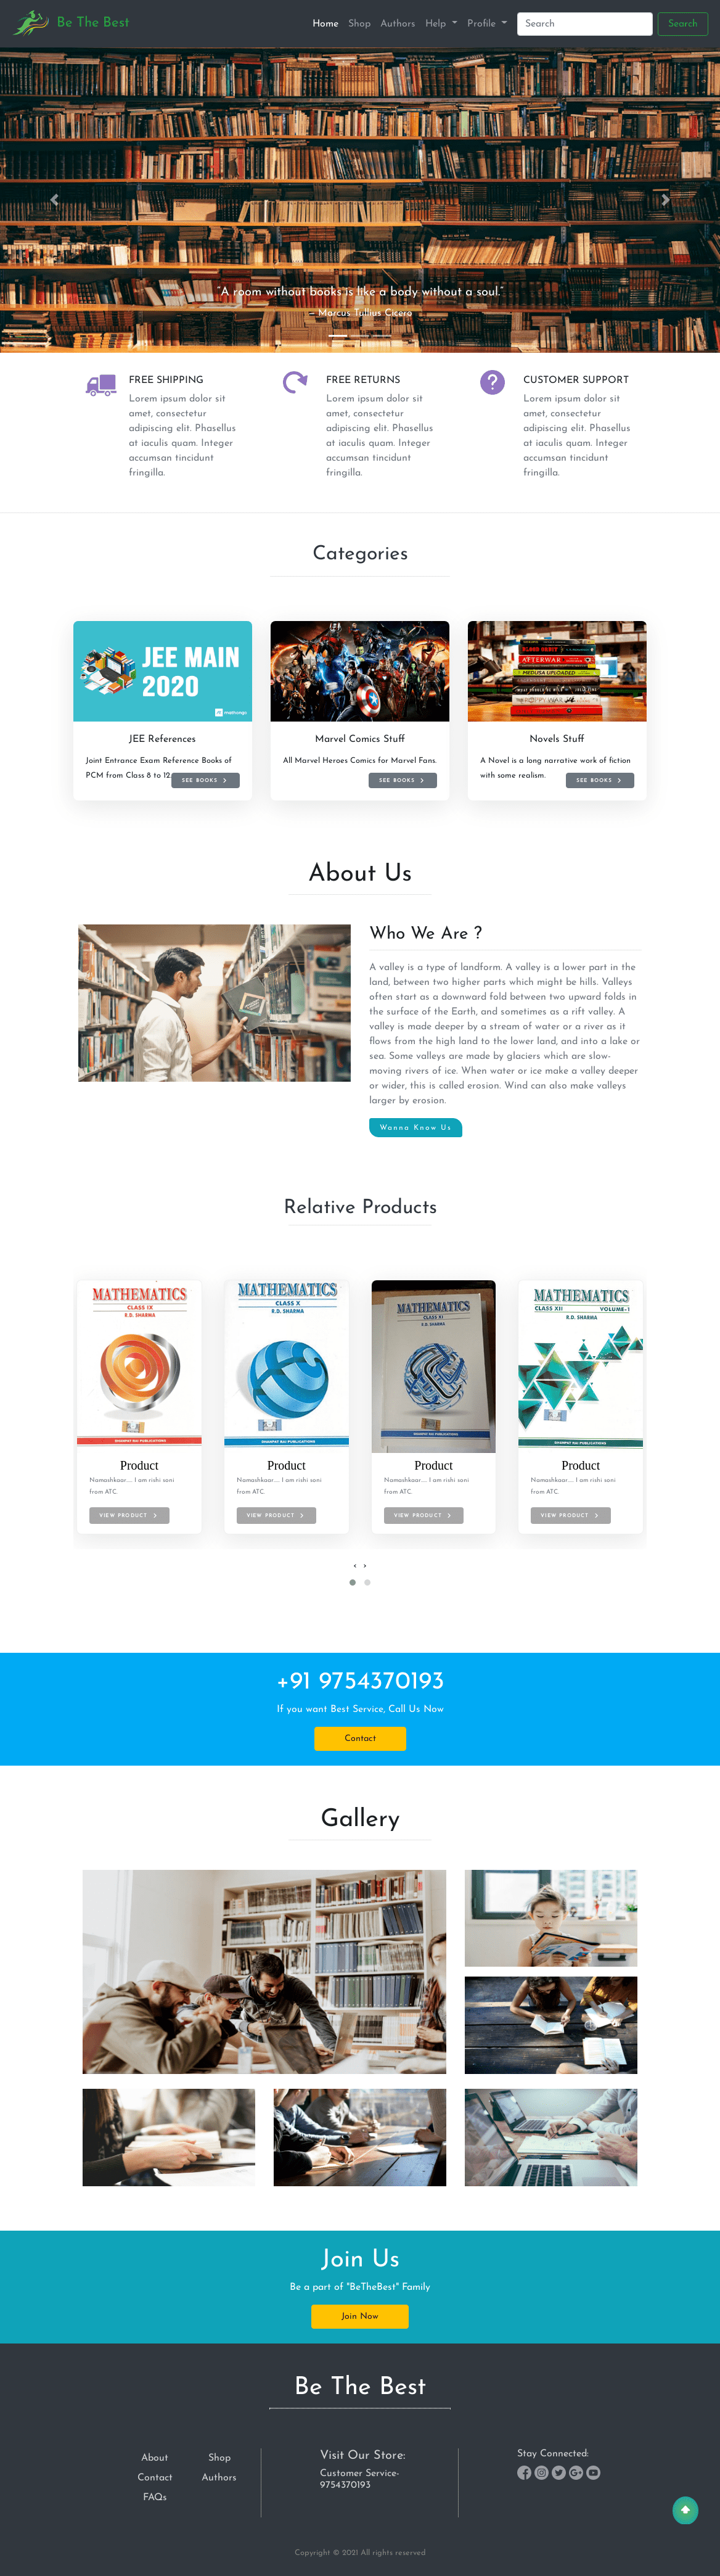 Be The Best
Home Shop Authors Help Profile Search Search
“A room without books is like a body without a soul.”
– Marcus Tullius Cicero
FREE SHIPPING
Lorem ipsum dolor sit
amet, consectetur
adipiscing elit. Phasellus
at iaculis quam. Integer
accumsan tincidunt
fringilla.
FREE RETURNS
Lorem ipsum dolor sit
amet, consectetur
adipiscing elit. Phasellus
at iaculis quam. Integer
accumsan tincidunt
fringilla.
CUSTOMER SUPPORT
Lorem ipsum dolor sit
amet, consectetur
adipiscing elit. Phasellus
at iaculis quam. Integer
accumsan tincidunt
fringilla.
Categories
JEE MAIN
2020
JEE References
Joint Entrance Exam Reference Books of
PCM from Class 8 to 12.
SEE BOOKS
Marvel Comics Stuff
All Marvel Heroes Comics for Marvel Fans.
SEE BOOKS
AFTERWAR
MEDUSA UPLOADED
Novels Stuff
A Novel is a long narrative work of fiction
with some realism.
SEE BOOKS
About Us
Who We Are ?
A valley is a type of landform. A valley is a lower part in the
land, between two higher parts which might be hills. Valleys
often start as a downward fold between two upward folds in
the surface of the Earth, and sometimes as a rift valley. A
valley is made deeper by a stream of water or a river as it
flows from the high land to the lower land, and into a lake or
sea. Some valleys are made by glaciers which are slow-
moving rivers of ice. When water or ice make a valley deeper
or wider, this is called erosion. Wind can also make valleys
larger by erosion.
Wanna Know Us
Relative Products
MATHEMATICS
CLASS IX
R.D. SHARMA
DHANPAT RAI PUBLICATIONS
Product
Namashkaar..... I am rishi soni
from ATC.
VIEW PRODUCT
MATHEMATICS
CLASS X
R.D. SHARMA
DHANPAT RAI PUBLICATIONS
Product
Namashkaar..... I am rishi soni
from ATC.
VIEW PRODUCT
MATHEMATICS
CLASS XI
R.D. SHARMA
DHANPAT RAI PUBLICATIONS
Product
Namashkaar..... I am rishi soni
from ATC.
VIEW PRODUCT
MATHEMATICS
CLASS XII VOLUME-1
R.D. SHARMA
DHANPAT RAI PUBLICATIONS
Product
Namashkaar..... I am rishi soni
from ATC.
VIEW PRODUCT
‹ ›
+91 9754370193
If you want Best Service, Call Us Now
Contact
Gallery
Join Us
Be a part of "BeTheBest" Family
Join Now
Be The Best
About Shop
Contact Authors
FAQs
Visit Our Store:
Customer Service-
9754370193
Stay Connected:
Copyright © 2021 All rights reserved